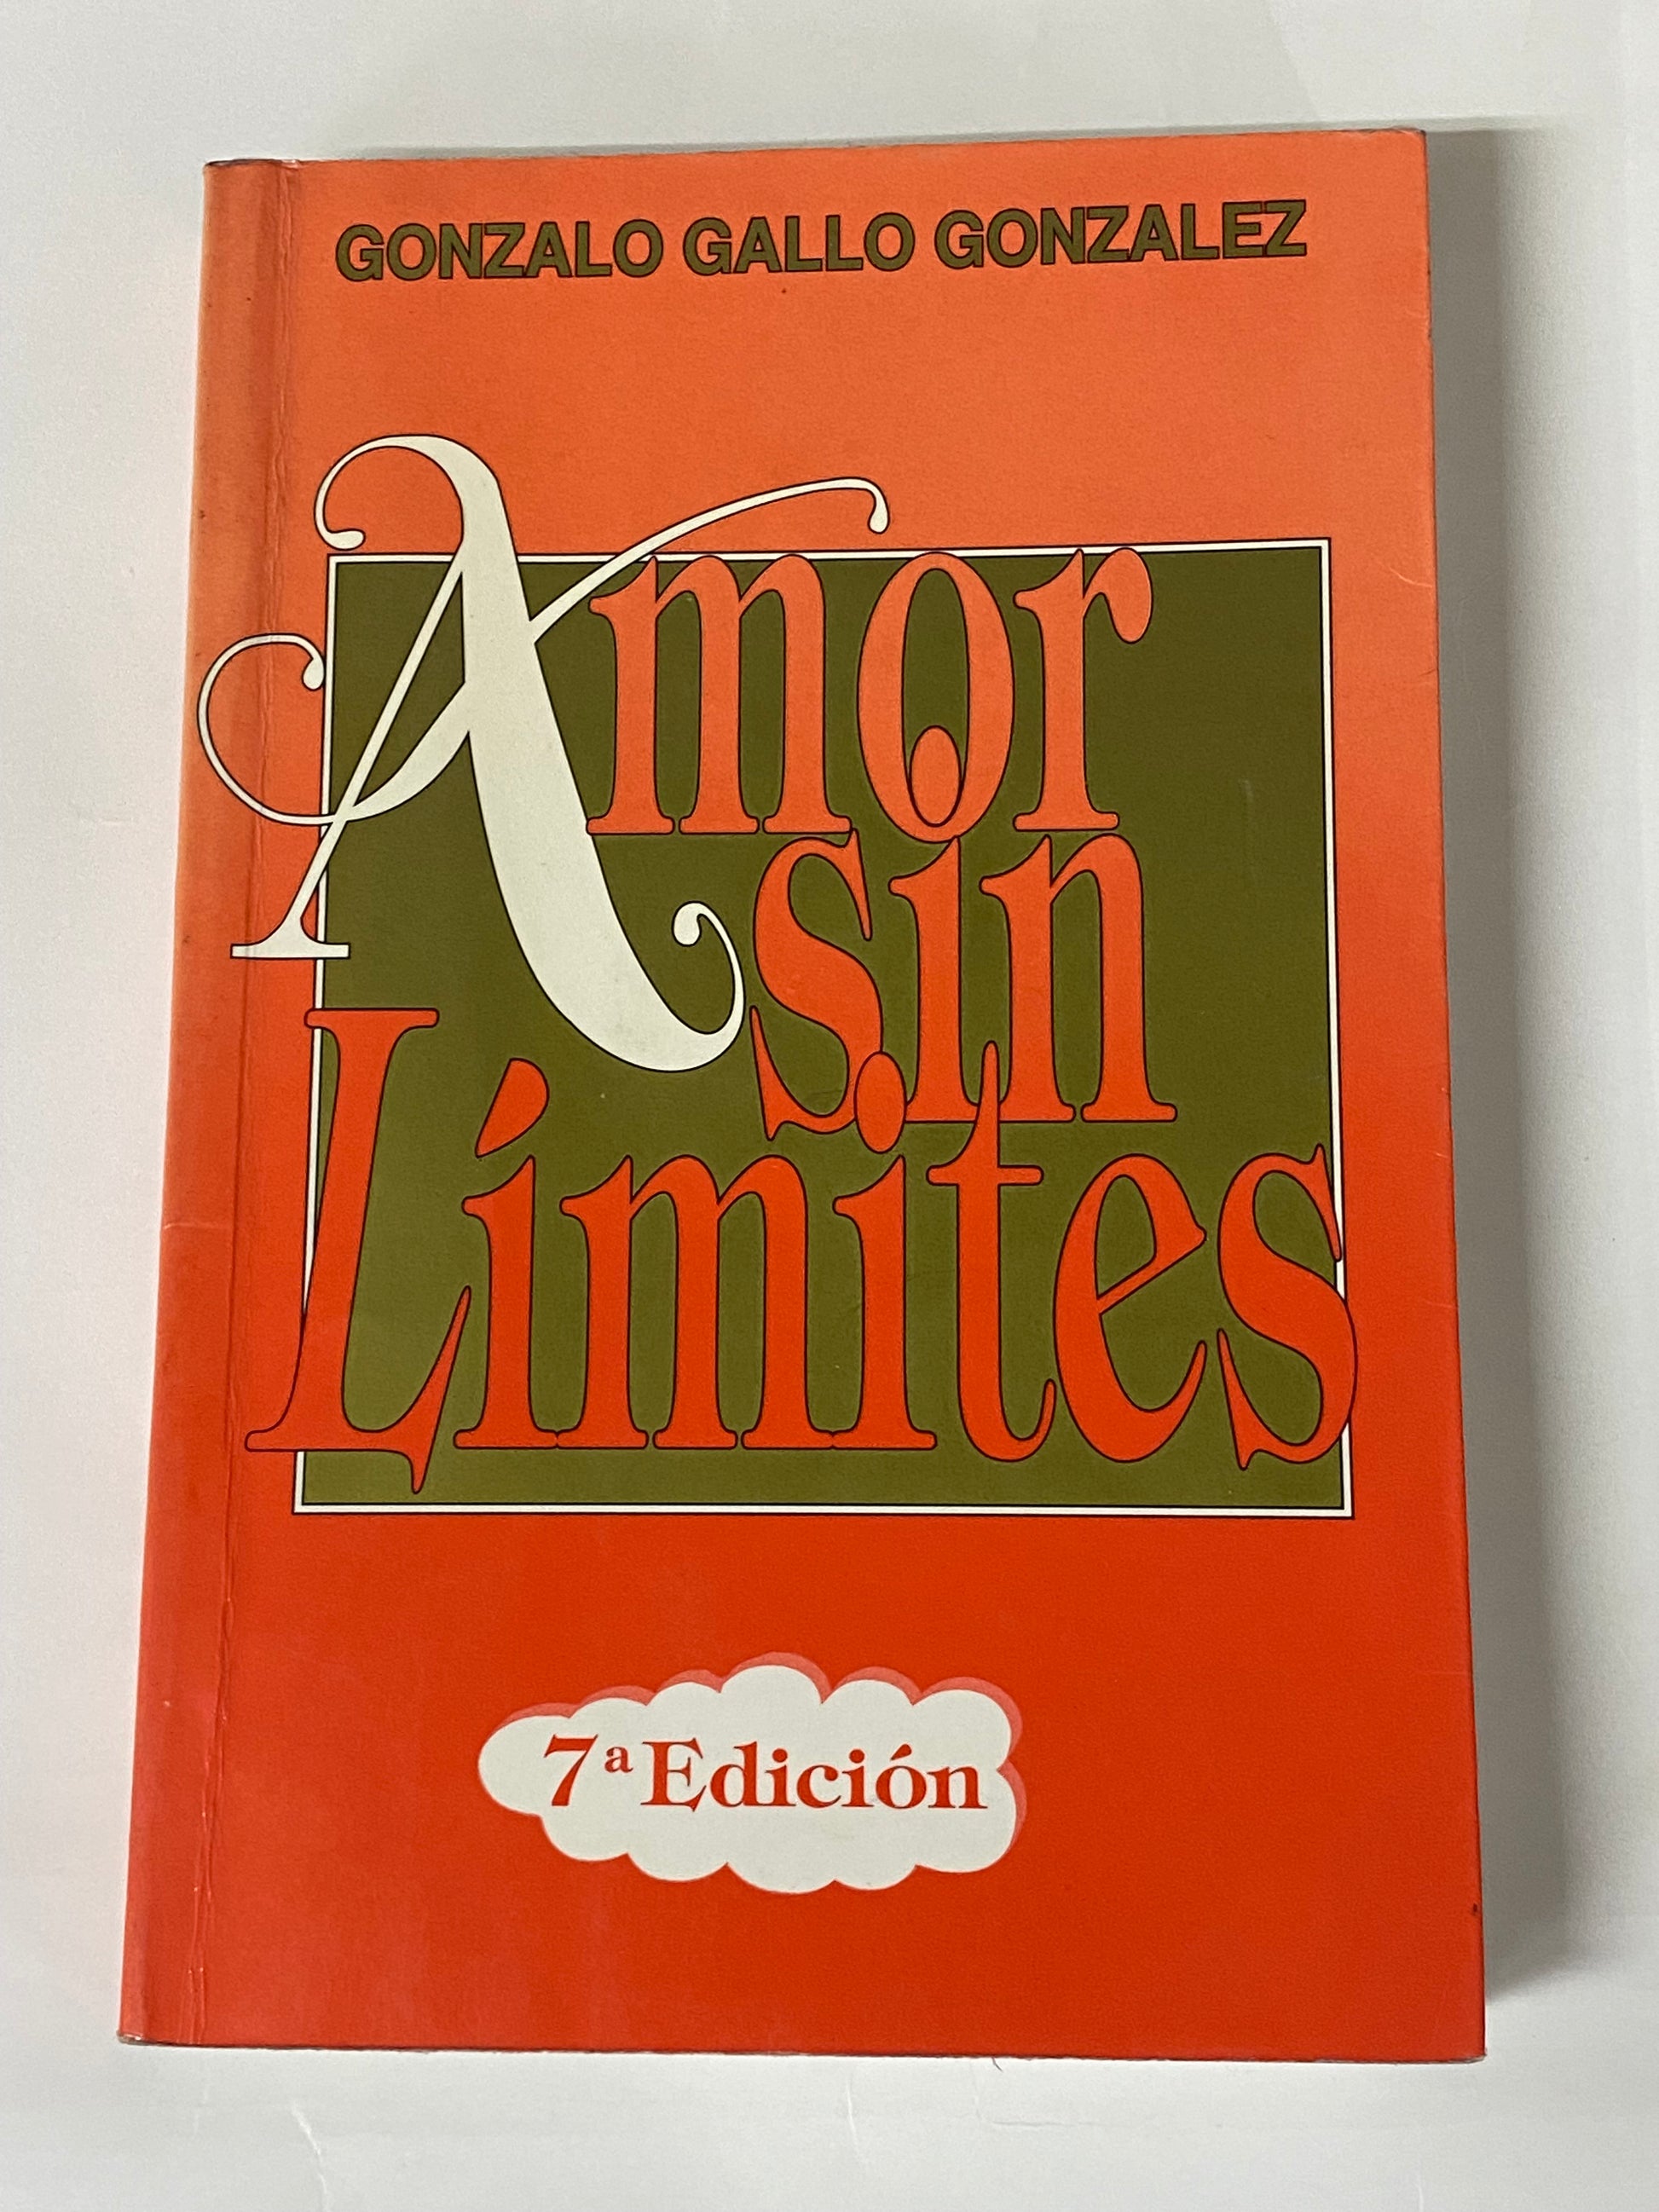 GONZALO GALLO GONZALEZ
Amor
sin
Límites
7ª Edición